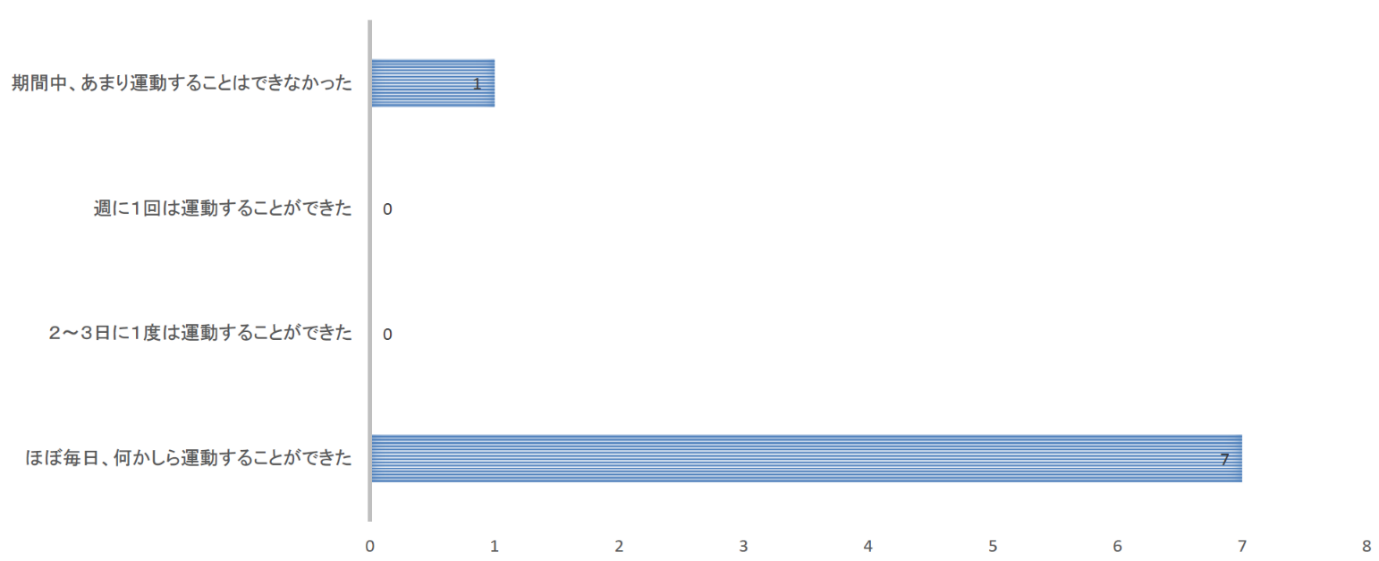 期間中、あまり運動することはできなかった 1
週に1回は運動することができた 0
2～3日に1度は運動することができた 0
ほぼ毎日、何かしら運動することができた 7
0 1 2 3 4 5 6 7 8